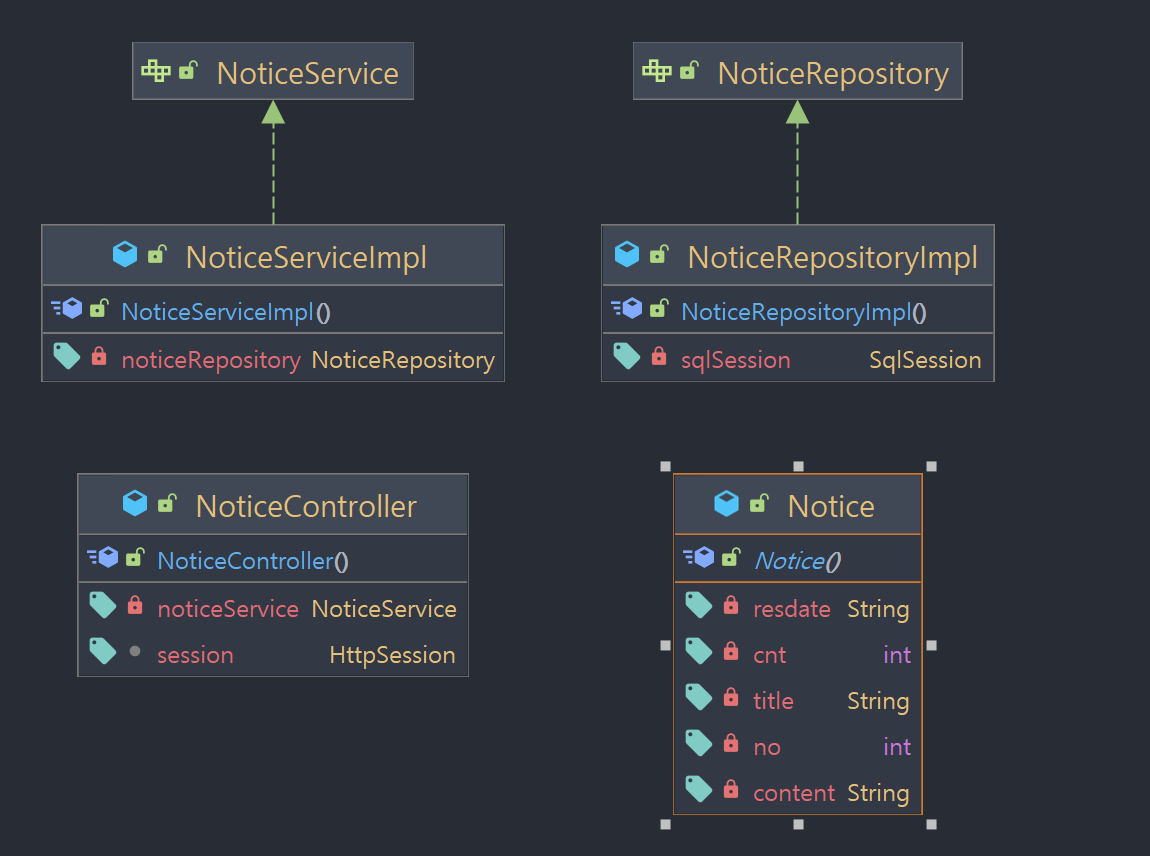 NoticeService
NoticeRepository
NoticeServiceImpl
NoticeServiceImpl()
noticeRepository NoticeRepository
NoticeRepositoryImpl
NoticeRepositoryImpl()
sqlSession SqlSession
NoticeController
NoticeController()
noticeService NoticeService
session HttpSession
Notice
Notice()
resdate String
cnt int
title String
no int
content String